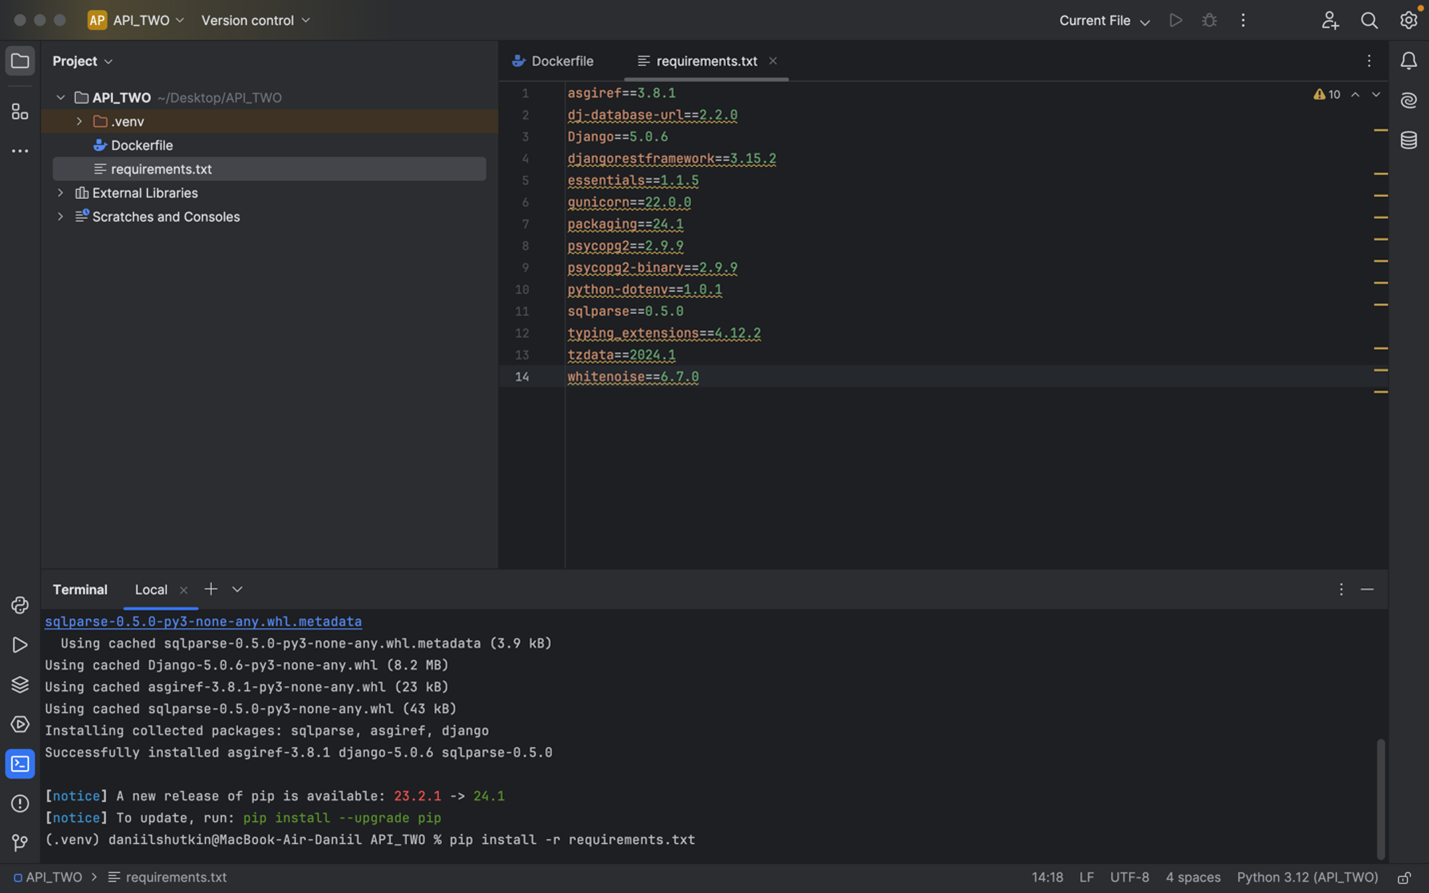 AP API_TWO Version control
Current File
Project
API_TWO ~/Desktop/API_TWO
.venv
Dockerfile
requirements.txt
External Libraries
Scratches and Consoles
Dockerfile requirements.txt
10
1 asgiref==3.8.1
2 dj-database-url==2.2.0
3 Django==5.0.6
4 djangorestframework==3.15.2
5 essentials==1.1.5
6 gunicorn==22.0.0
7 packaging==24.1
8 psycopg2==2.9.9
9 psycopg2-binary==2.9.9
10 python-dotenv==1.0.1
11 sqlparse==0.5.0
12 typing_extensions==4.12.2
13 tzdata==2024.1
14 whitenoise==6.7.0
Terminal Local
sqlparse-0.5.0-py3-none-any.whl.metadata
Using cached sqlparse-0.5.0-py3-none-any.whl.metadata (3.9 kB)
Using cached Django-5.0.6-py3-none-any.whl (8.2 MB)
Using cached asgiref-3.8.1-py3-none-any.whl (23 kB)
Using cached sqlparse-0.5.0-py3-none-any.whl (43 kB)
Installing collected packages: sqlparse, asgiref, django
Successfully installed asgiref-3.8.1 django-5.0.6 sqlparse-0.5.0
[notice] A new release of pip is available: 23.2.1 -> 24.1
[notice] To update, run: pip install --upgrade pip
(.venv) daniilshutkin@MacBook-Air-Daniil API_TWO % pip install -r requirements.txt
API_TWO > requirements.txt
14:18 LF UTF-8 4 spaces Python 3.12 (API_TWO)